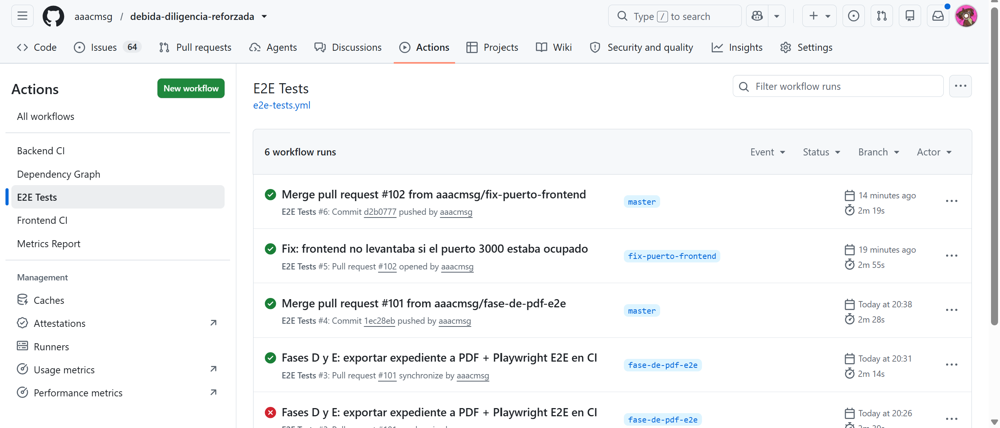 aaacmsg / debida-diligencia-reforzada
Type / to search
Code
Issues 64
Pull requests
Agents
Discussions
Actions
Projects
Wiki
Security and quality
Insights
Settings
Actions
New workflow
All workflows
Backend CI
Dependency Graph
E2E Tests
Frontend CI
Metrics Report
Management
Caches
Attestations
Runners
Usage metrics
Performance metrics
E2E Tests
e2e-tests.yml
Filter workflow runs
6 workflow runs
Event
Status
Branch
Actor
Merge pull request #102 from aaacmsg/fix-puerto-frontend
E2E Tests #6: Commit d2b0777 pushed by aaacmsg
master
14 minutes ago
2m 19s
Fix: frontend no levantaba si el puerto 3000 estaba ocupado
E2E Tests #5: Pull request #102 opened by aaacmsg
fix-puerto-frontend
19 minutes ago
2m 55s
Merge pull request #101 from aaacmsg/fase-de-pdf-e2e
E2E Tests #4: Commit 1ec28eb pushed by aaacmsg
master
Today at 20:38
2m 28s
Fases D y E: exportar expediente a PDF + Playwright E2E en CI
E2E Tests #3: Pull request #101 synchronize by aaacmsg
fase-de-pdf-e2e
Today at 20:31
2m 14s
Fases D y E: exportar expediente a PDF + Playwright E2E en CI
fase-de-pdf-e2e
Today at 20:26